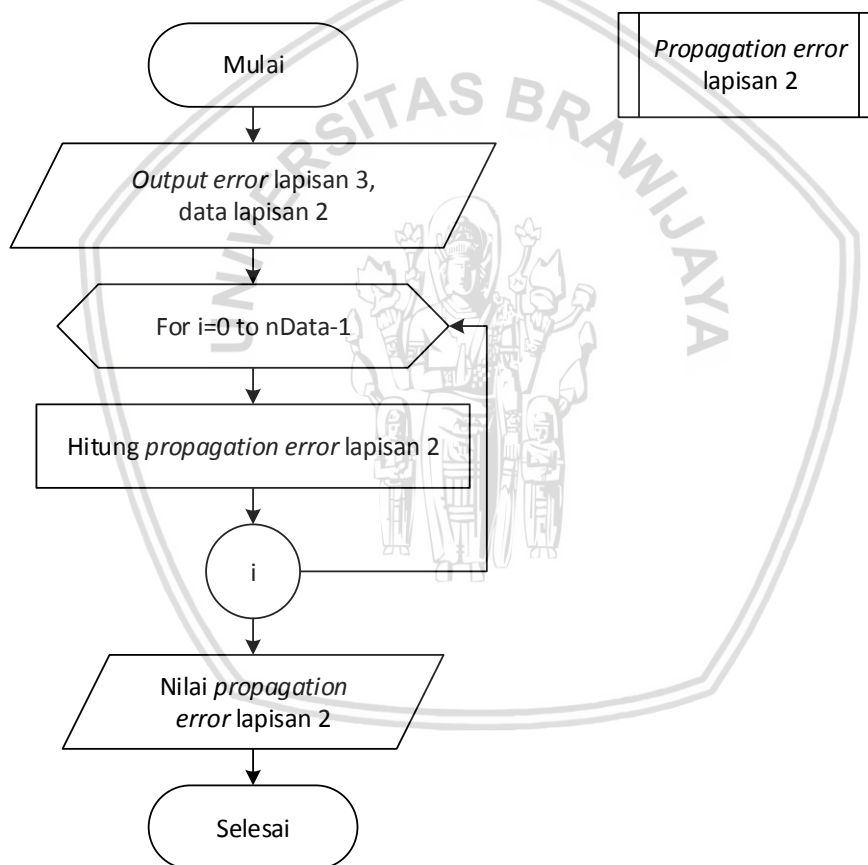 Mulai
Propagation error
lapisan 2
UNIVERSITAS BRAWIJAYA
Output error lapisan 3,
data lapisan 2
For i=0 to nData-1
Hitung propagation error lapisan 2
i
Nilai propagation
error lapisan 2
Selesai